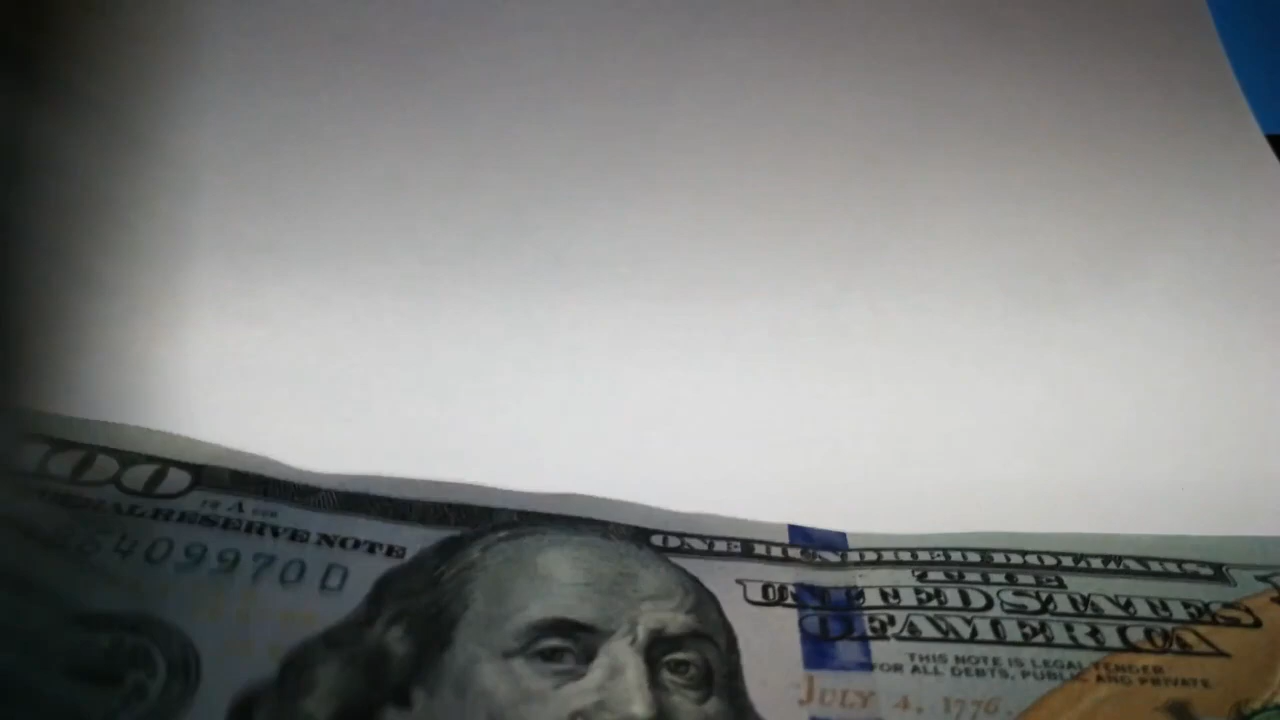 100
RESERVE NOTE
6409970 D
ONE HUNDRED DOLLARS
THE
UNITED STATES
OF AMERICA
THIS NOTE IS LEGAL TENDER
FOR ALL DEBTS, PUBLIC AND PRIVATE
JULY 4, 1776.